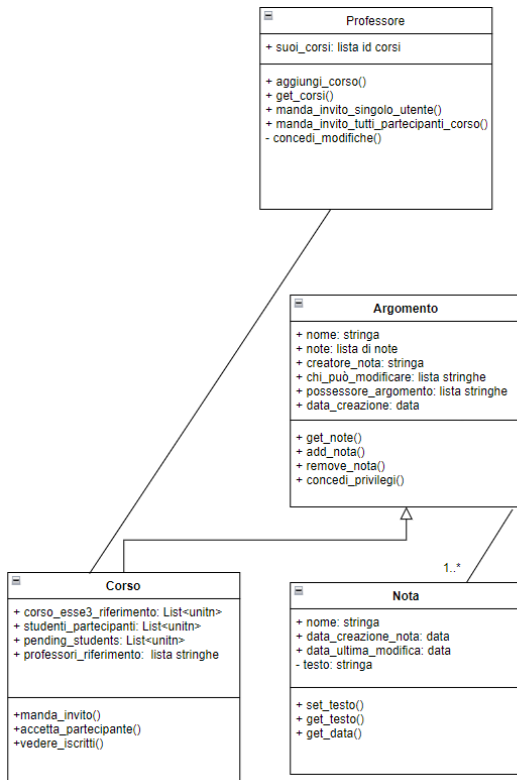 Professore
+ suoi_corsi: lista id corsi
+ aggiungi_corso()
+ get_corsi()
+ manda_invito_singolo_utente()
+ manda_invito_tutti_partecipanti_corso()
- concedi_modifiche()
Argomento
+ nome: stringa
+ note: lista di note
+ creatore_nota: stringa
+ chi_può_modificare: lista stringhe
+ possessore_argomento: lista stringhe
+ data_creazione: data
+ get_note()
+ add_nota()
+ remove_nota()
+ concedi_privilegi()
1..*
Corso
+ corso_esse3_riferimento: List<unitn>
+ studenti_partecipanti: List<unitn>
+ pending_students: List<unitn>
+ professori_riferimento: lista stringhe
+manda_invito()
+accetta_partecipante()
+vedere_iscritti()
Nota
+ nome: stringa
+ data_creazione_nota: data
+ data_ultima_modifica: data
- testo: stringa
+ set_testo()
+ get_testo()
+ get_data()